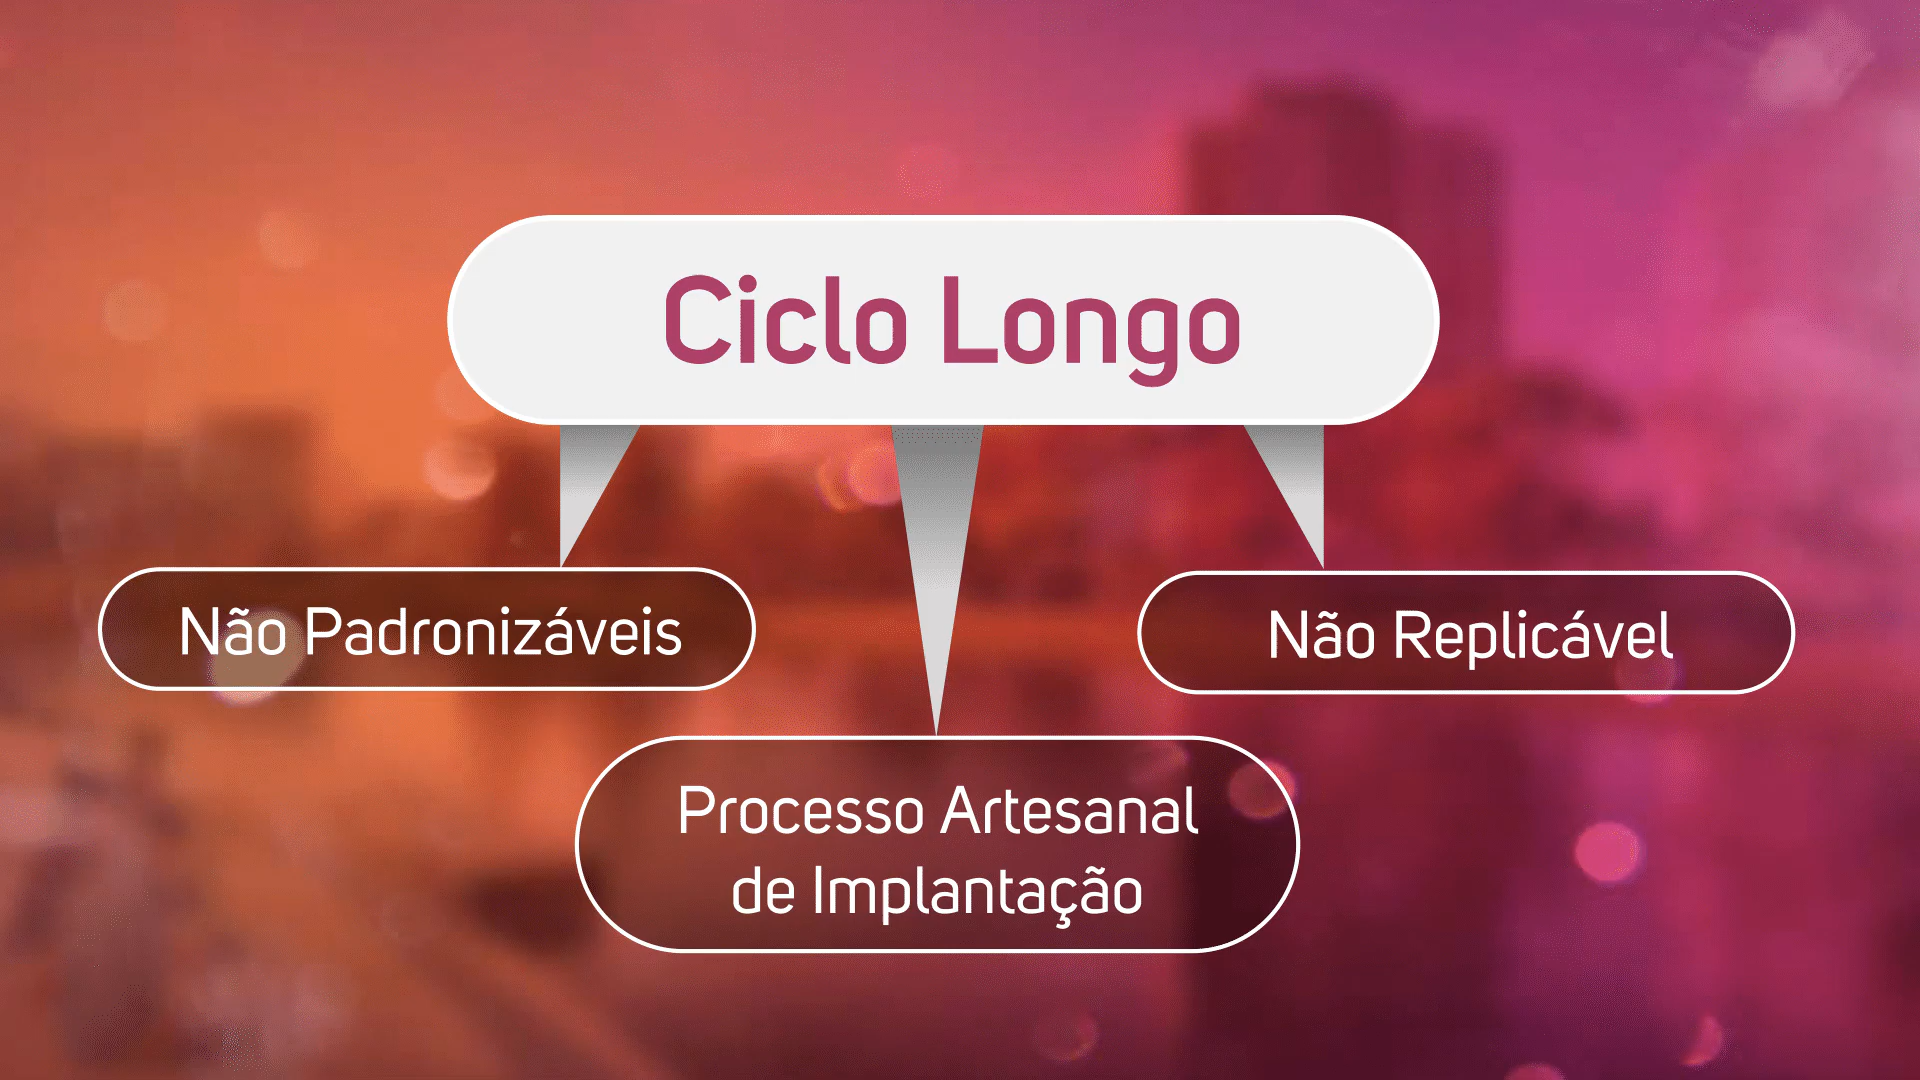 Ciclo Longo
Não Padronizáveis
Não Replicável
Processo Artesanal
de Implantação